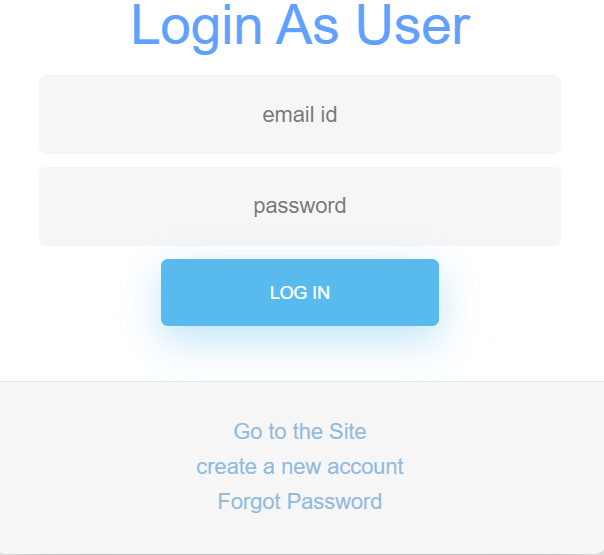 Login As User
email id
password
LOG IN
Go to the Site
create a new account
Forgot Password